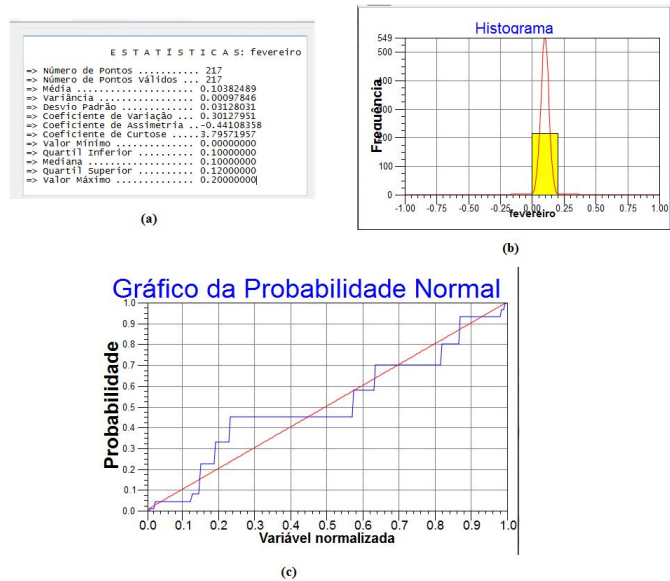 E S T A T Í S T I C A S: fevereiro
=> Número de Pontos ........... 217
=> Número de Pontos Válidos ... 217
=> Média ...................... 0.10382489
=> Variância .................. 0.00097846
=> Desvio Padrão .............. 0.03128031
=> Coeficiente de Variação .... 0.30127951
=> Coeficiente de Assimetria ..-0.44108358
=> Coeficiente de Curtose .....3.79571957
=> Valor Mínimo ............... 0.00000000
=> Quartil Inferior ........... 0.10000000
=> Mediana .................... 0.10000000
=> Quartil Superior ........... 0.12000000
=> Valor Máximo ............... 0.20000000
(a)
Histograma
549
500
400
300
200
100
0
Frequência
-1.00 -0.75 -0.50 -0.25 0.00 0.25 0.50 0.75 1.00
fevereiro
(b)
Gráfico da Probabilidade Normal
1.0
0.9
0.8
0.7
0.6
0.5
0.4
0.3
0.2
0.1
0.0
Probabilidade
0.0 0.1 0.2 0.3 0.4 0.5 0.6 0.7 0.8 0.9 1.0
Variável normalizada
(c)